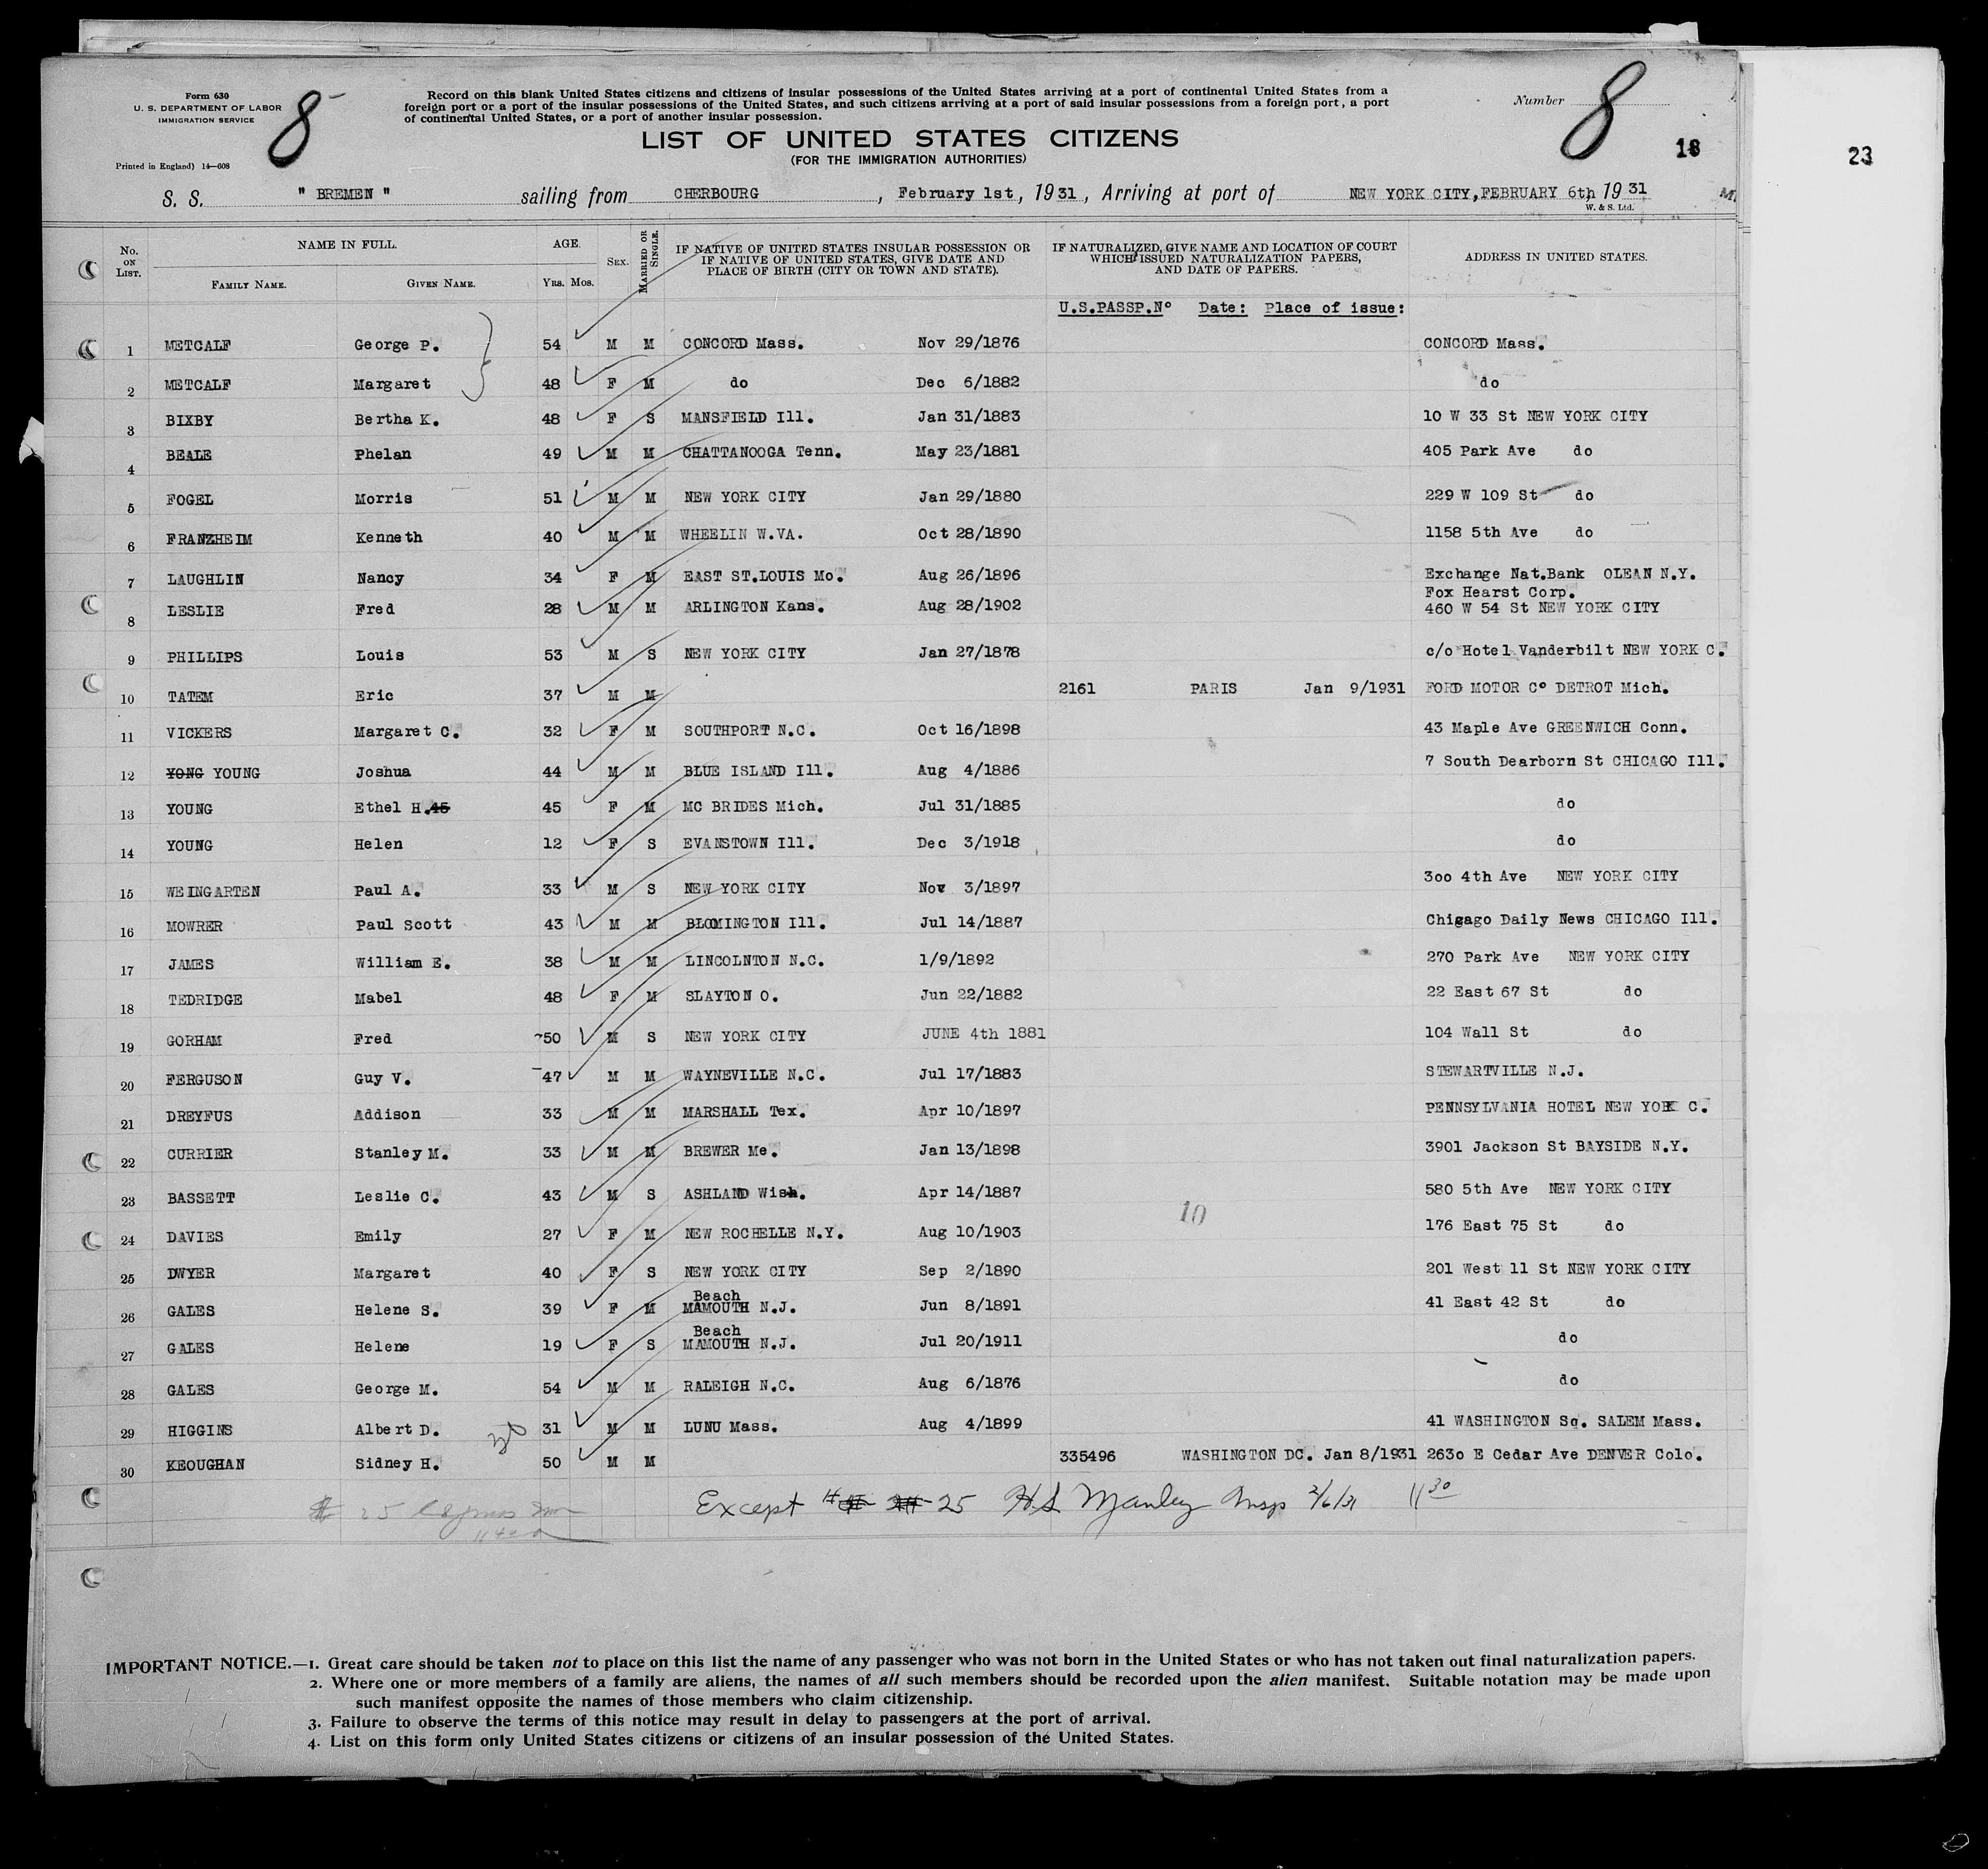 Form 630
U. S. DEPARTMENT OF LABOR
IMMIGRATION SERVICE
Printed in England) 14—608
8
Record on this blank United States citizens and citizens of insular possessions of the United States arriving at a port of continental United States from a
foreign port or a port of the insular possessions of the United States, and such citizens arriving at a port of said insular possessions from a foreign port, a port
of continental United States, or a port of another insular possession.
Number 8
18
23
LIST OF UNITED STATES CITIZENS
(FOR THE IMMIGRATION AUTHORITIES)
S. S. " BREMEN " sailing from CHERBOURG , February 1st, 1931, Arriving at port of NEW YORK CITY, FEBRUARY 6th, 1931
W. & S. Ltd.
No. ON LIST. NAME IN FULL. FAMILY NAME. GIVEN NAME. AGE. YRS. MOS. SEX. MARRIED OR SINGLE. IF NATIVE OF UNITED STATES INSULAR POSSESSION OR IF NATIVE OF UNITED STATES, GIVE DATE AND PLACE OF BIRTH (CITY OR TOWN AND STATE). IF NATURALIZED, GIVE NAME AND LOCATION OF COURT WHICH ISSUED NATURALIZATION PAPERS, AND DATE OF PAPERS. ADDRESS IN UNITED STATES.
U.S.PASSP.Nº Date: Place of issue:
1 METCALF George P. 54 M M CONCORD Mass. Nov 29/1876 CONCORD Mass.
2 METCALF Margaret 48 F M do Dec 6/1882 do
3 BIXBY Bertha K. 48 F S MANSFIELD Ill. Jan 31/1883 10 W 33 St NEW YORK CITY
4 BEALE Phelan 49 M M CHATTANOOGA Tenn. May 23/1881 405 Park Ave do
5 FOGEL Morris 51 M M NEW YORK CITY Jan 29/1880 229 W 109 St do
6 FRANZHEIM Kenneth 40 M M WHEELIN W.VA. Oct 28/1890 1158 5th Ave do
7 LAUGHLIN Nancy 34 F M EAST ST.LOUIS Mo. Aug 26/1896 Exchange Nat.Bank OLEAN N.Y.
Fox Hearst Corp.
8 LESLIE Fred 28 M M ARLINGTON Kans. Aug 28/1902 460 W 54 St NEW YORK CITY
9 PHILLIPS Louis 53 M S NEW YORK CITY Jan 27/1878 c/o Hotel Vanderbilt NEW YORK C.
10 TATEM Eric 37 M M 2161 PARIS Jan 9/1931 FORD MOTOR Cº DETROT Mich.
11 VICKERS Margaret C. 32 F M SOUTHPORT N.C. Oct 16/1898 43 Maple Ave GREENWICH Conn.
12 YONG YOUNG Joshua 44 M M BLUE ISLAND Ill. Aug 4/1886 7 South Dearborn St CHICAGO Ill.
13 YOUNG Ethel H.45 45 F M MC BRIDES Mich. Jul 31/1885 do
14 YOUNG Helen 12 F S EVANSTOWN Ill. Dec 3/1918 do
15 WEINGARTEN Paul A. 33 M S NEW YORK CITY Nov 3/1897 3oo 4th Ave NEW YORK CITY
16 MOWRER Paul Scott 43 M M BLOMINGTON Ill. Jul 14/1887 Chigago Daily News CHICAGO Ill.
17 JAMES William E. 38 M M LINCOLNTON N.C. 1/9/1892 270 Park Ave NEW YORK CITY
18 TEDRIDGE Mabel 48 F M SLAYTON O. Jun 22/1882 22 East 67 St do
19 GORHAM Fred 50 M S NEW YORK CITY JUNE 4th 1881 104 Wall St do
20 FERGUSON Guy V. 47 M M WAYNEVILLE N.C. Jul 17/1883 STEWARTVILLE N.J.
21 DREYFUS Addison 33 M M MARSHALL Tex. Apr 10/1897 PENNSYLVANIA HOTEL NEW YORK C.
22 CURRIER Stanley M. 33 M M BREWER Me. Jan 13/1898 3901 Jackson St BAYSIDE N.Y.
23 BASSETT Leslie C. 43 M S ASHLAND Wish. Apr 14/1887 580 5th Ave NEW YORK CITY
10
24 DAVIES Emily 27 F M NEW ROCHELLE N.Y. Aug 10/1903 176 East 75 St do
25 DWYER Margaret 40 F S NEW YORK CITY Sep 2/1890 201 West 11 St NEW YORK CITY
Beach
26 GALES Helene S. 39 F M MAMOUTH N.J. Jun 8/1891 41 East 42 St do
Beach
27 GALES Helene 19 F S MAMOUTH N.J. Jul 20/1911 do
28 GALES George M. 54 M M RALEIGH N.C. Aug 6/1876 do
29 HIGGINS Albert D. 31 M M LUNU Mass. Aug 4/1899 41 WASHINGTON Sq. SALEM Mass.
30 KEOUGHAN Sidney H. 50 M M 335496 WASHINGTON DC. Jan 8/1931 263o E Cedar Ave DENVER Colo.
Except 25 H S Manley Insp 2/6/31 11 30
25
IMPORTANT NOTICE.—1. Great care should be taken not to place on this list the name of any passenger who was not born in the United States or who has not taken out final naturalization papers.
2. Where one or more members of a family are aliens, the names of all such members should be recorded upon the alien manifest. Suitable notation may be made upon
such manifest opposite the names of those members who claim citizenship.
3. Failure to observe the terms of this notice may result in delay to passengers at the port of arrival.
4. List on this form only United States citizens or citizens of an insular possession of the United States.